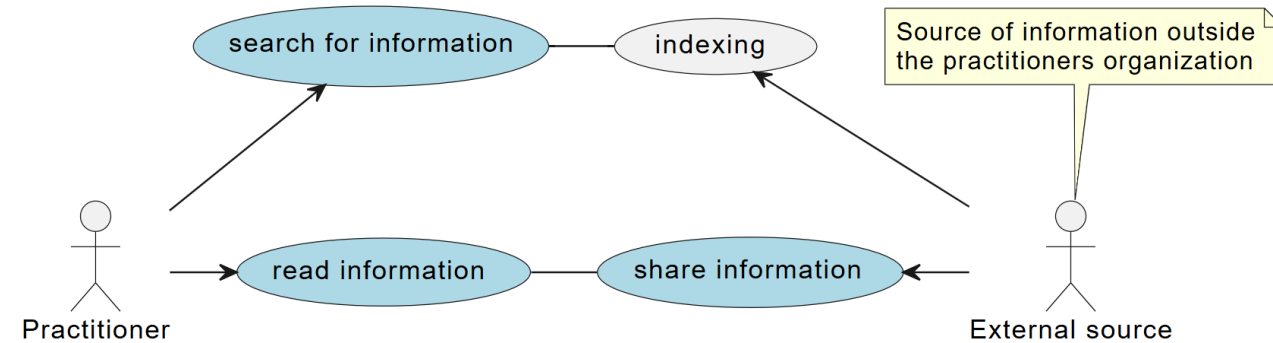 search for information
indexing
Source of information outside
the practitioners organization
read information
share information
Practitioner
External source